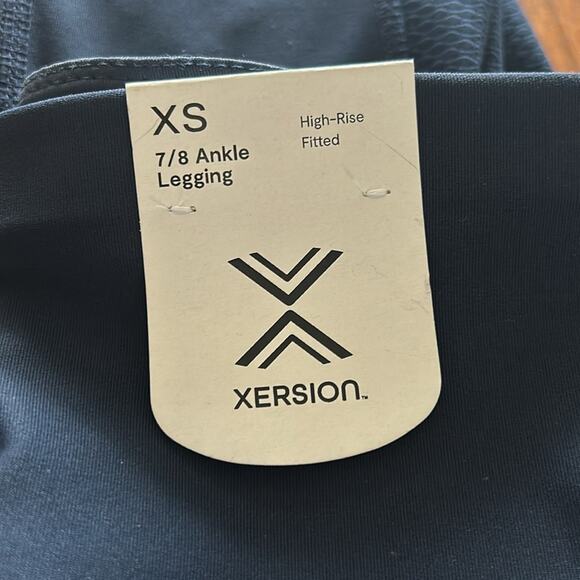 XS
7/8 Ankle
Legging
High-Rise
Fitted
XERSION™